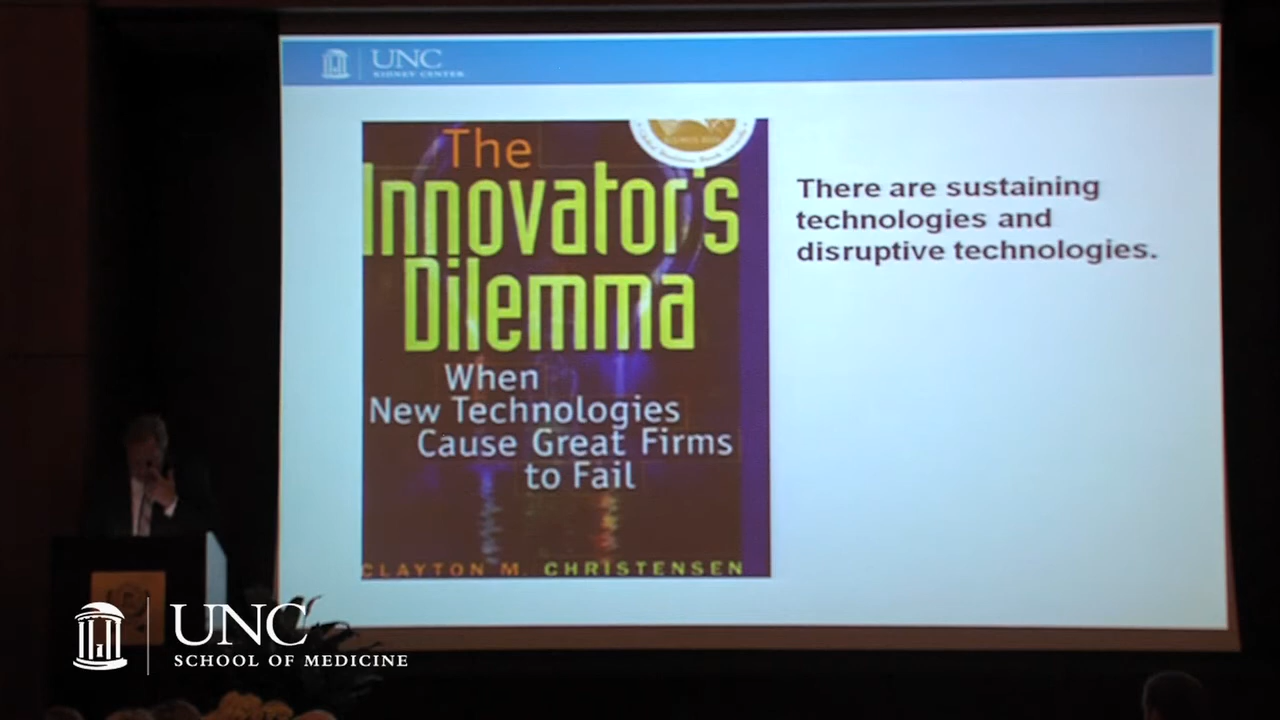 UNC
KIDNEY CENTER
The
Innovator's
Dilemma
When
New Technologies
Cause Great Firms
to Fail
CLAYTON M. CHRISTENSEN
There are sustaining
technologies and
disruptive technologies.
UNC
SCHOOL OF MEDICINE